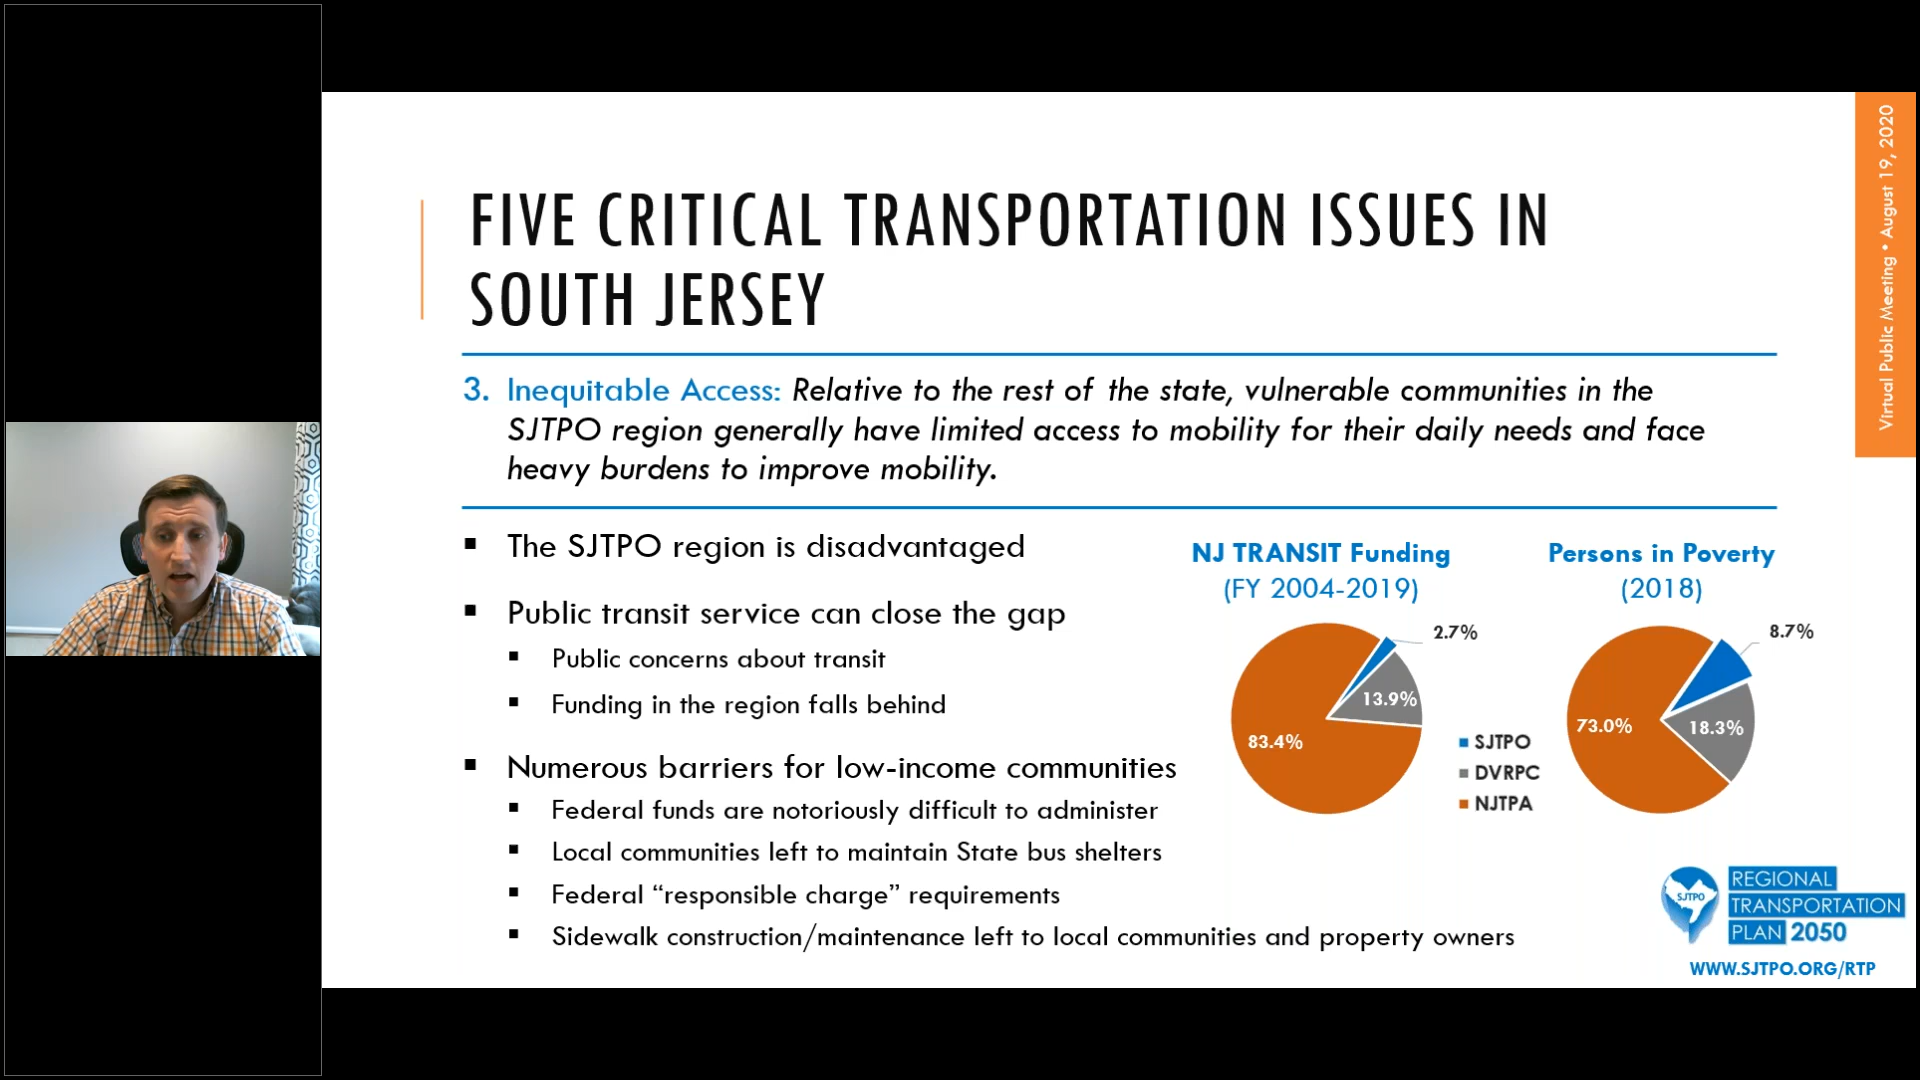 FIVE CRITICAL TRANSPORTATION ISSUES IN
SOUTH JERSEY
3. Inequitable Access: Relative to the rest of the state, vulnerable communities in the
SJTPO region generally have limited access to mobility for their daily needs and face
heavy burdens to improve mobility.
▪ The SJTPO region is disadvantaged
▪ Public transit service can close the gap
▪ Public concerns about transit
▪ Funding in the region falls behind
▪ Numerous barriers for low-income communities
▪ Federal funds are notoriously difficult to administer
▪ Local communities left to maintain State bus shelters
▪ Federal “responsible charge” requirements
▪ Sidewalk construction/maintenance left to local communities and property owners
NJ TRANSIT Funding
(FY 2004-2019)
2.7%
13.9%
83.4%
SJTPO
DVRPC
NJTPA
Persons in Poverty
(2018)
8.7%
73.0%
18.3%
Virtual Public Meeting • August 19, 2020
SJTPO
REGIONAL
TRANSPORTATION
PLAN 2050
WWW.SJTPO.ORG/RTP